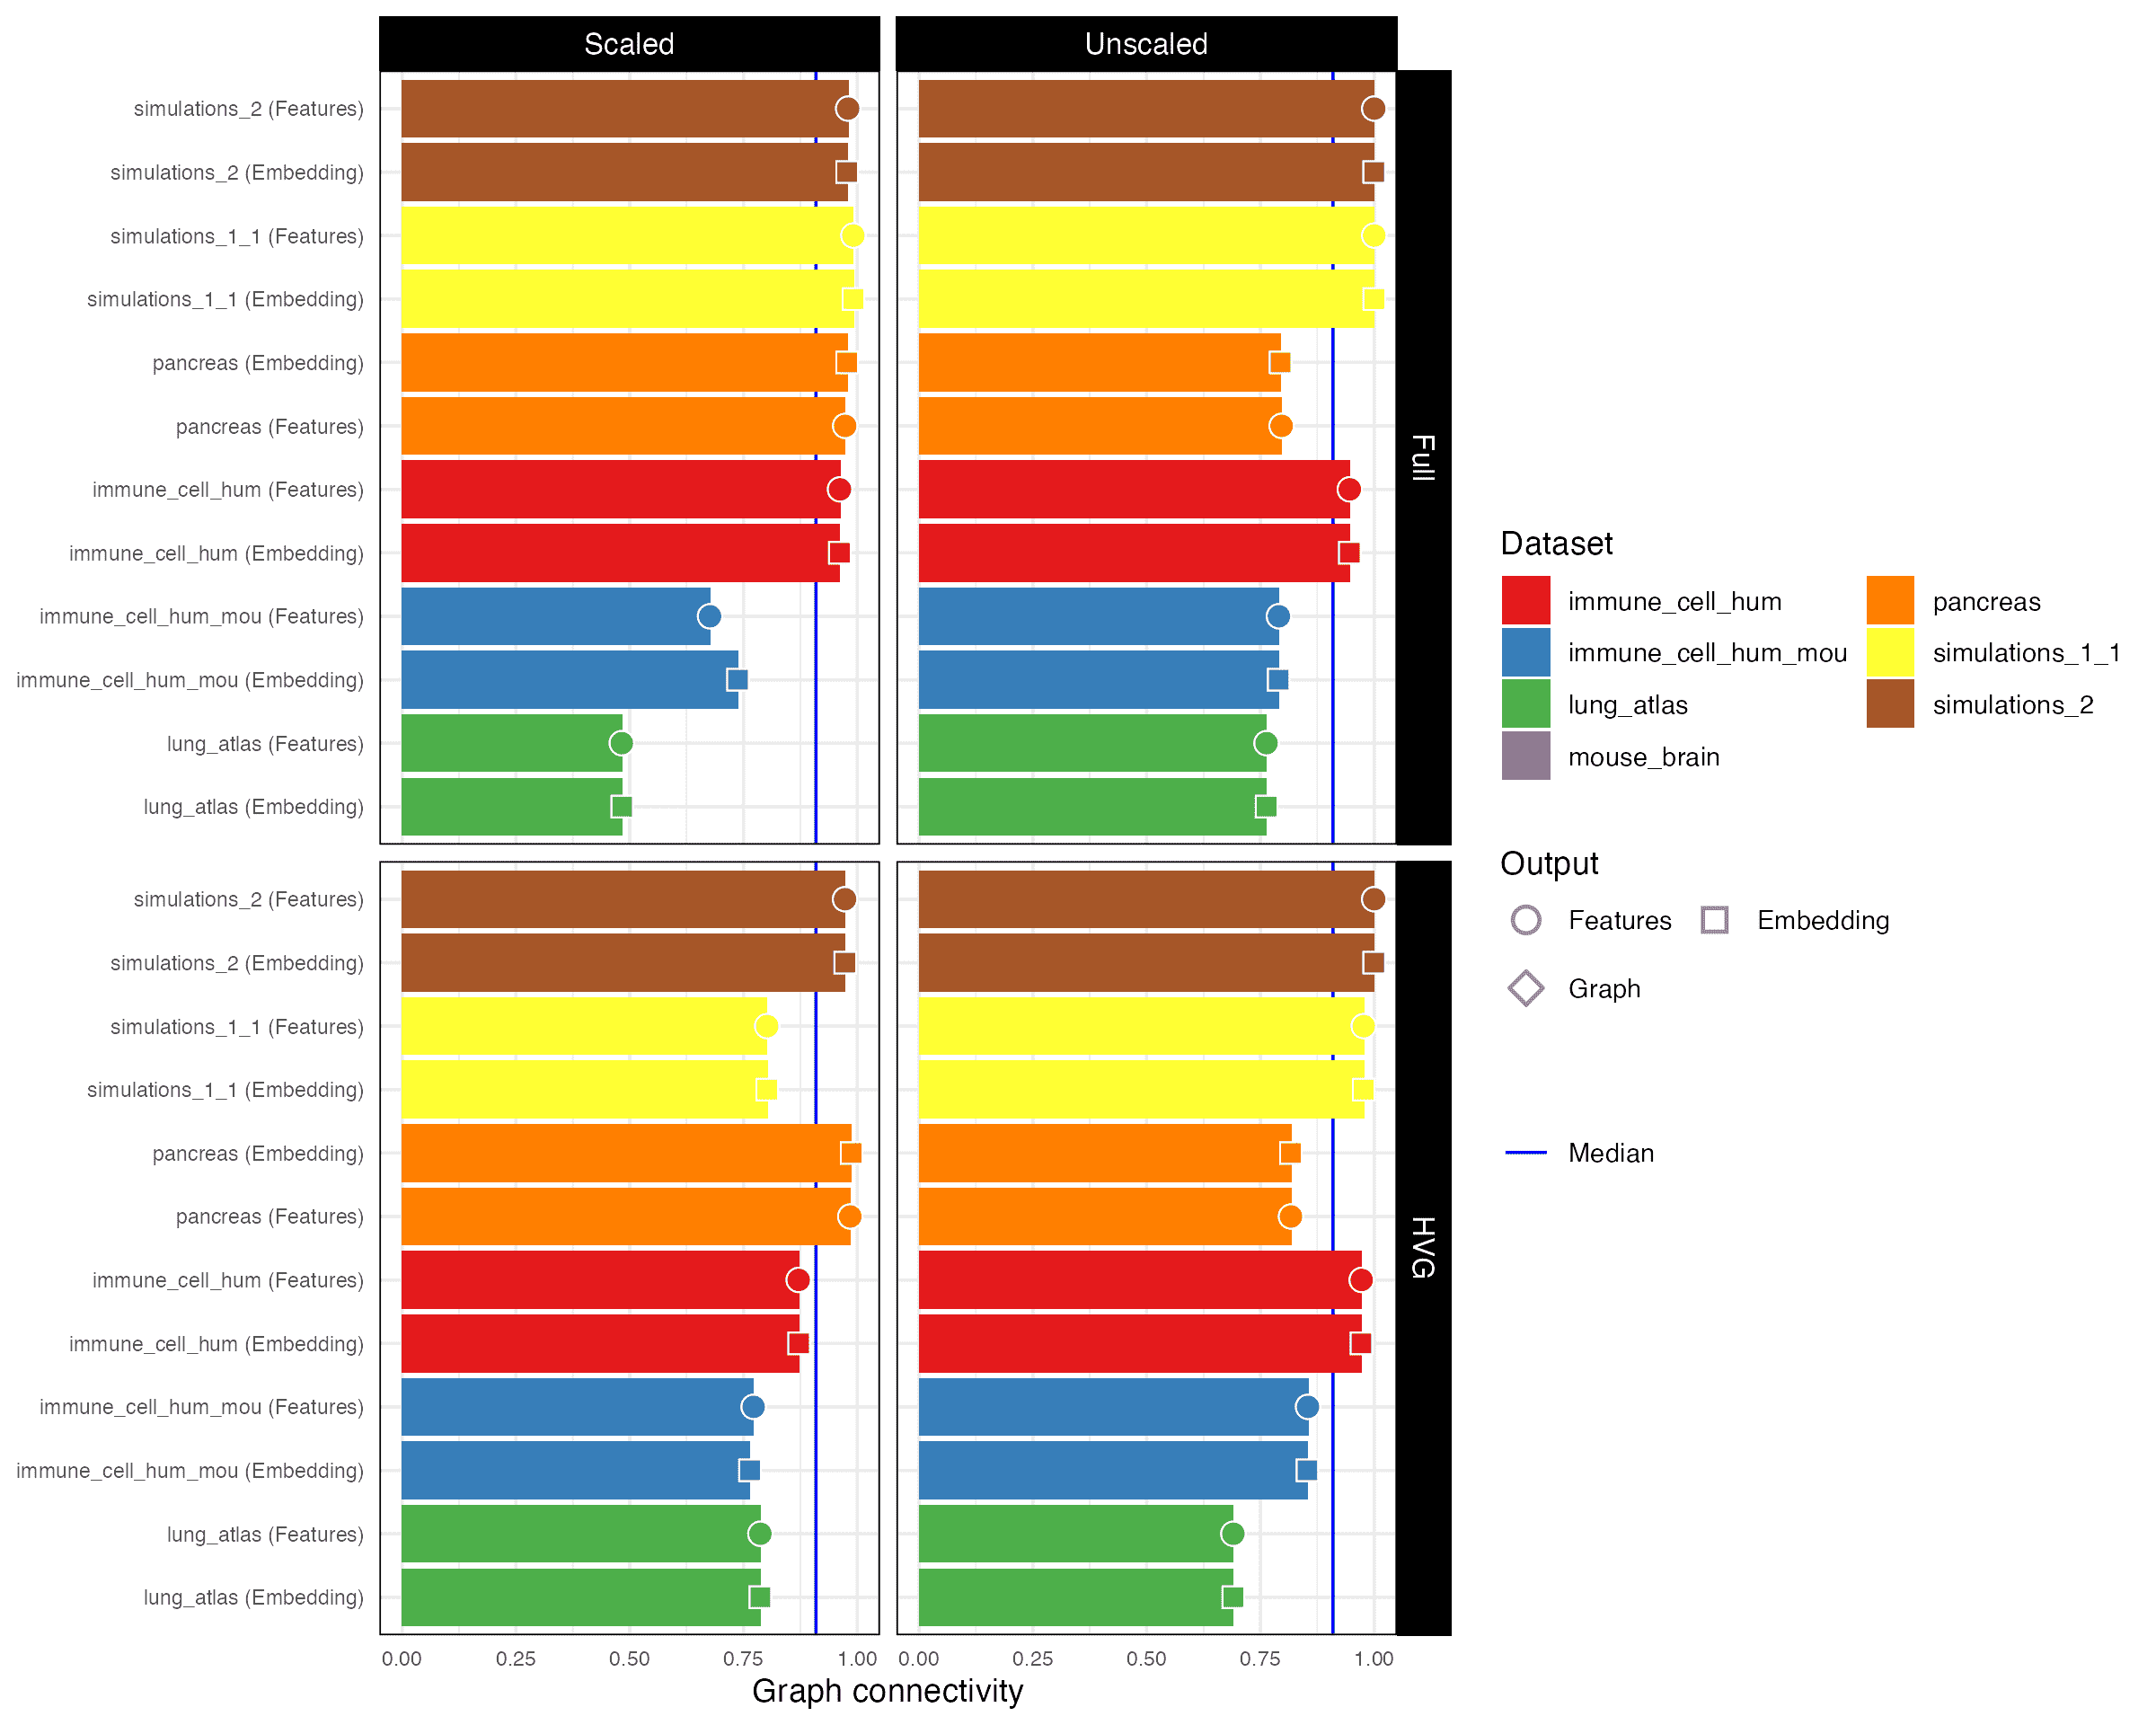 Scaled
Unscaled
simulations_2 (Features)
simulations_2 (Embedding)
simulations_1_1 (Features)
simulations_1_1 (Embedding)
pancreas (Embedding)
pancreas (Features)
immune_cell_hum (Features)
immune_cell_hum (Embedding)
immune_cell_hum_mou (Features)
immune_cell_hum_mou (Embedding)
lung_atlas (Features)
lung_atlas (Embedding)
Full
simulations_2 (Features)
simulations_2 (Embedding)
simulations_1_1 (Features)
simulations_1_1 (Embedding)
pancreas (Embedding)
pancreas (Features)
immune_cell_hum (Features)
immune_cell_hum (Embedding)
immune_cell_hum_mou (Features)
immune_cell_hum_mou (Embedding)
lung_atlas (Features)
lung_atlas (Embedding)
HVG
0.00 0.25 0.50 0.75 1.00
0.00 0.25 0.50 0.75 1.00
Graph connectivity
Dataset
immune_cell_hum
immune_cell_hum_mou
lung_atlas
mouse_brain
pancreas
simulations_1_1
simulations_2
Output
Features
Embedding
Graph
Median